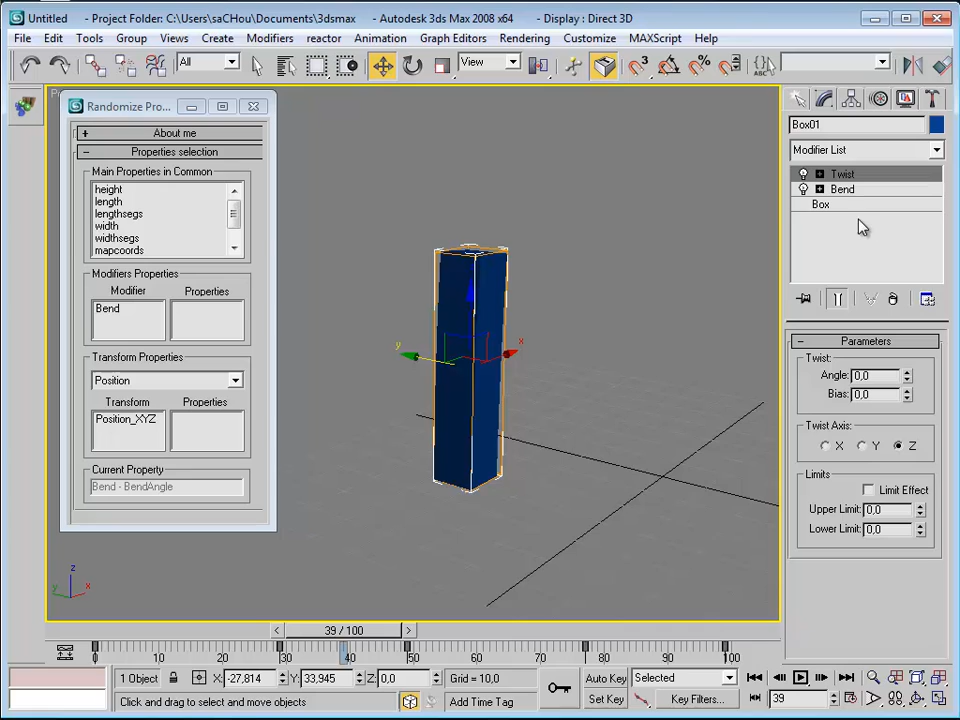 Untitled - Project Folder: C:\Users\saCHou\Documents\3dsmax - Autodesk 3ds Max 2008 x64 - Display : Direct 3D
File Edit Tools Group Views Create Modifiers reactor Animation Graph Editors Rendering Customize MAXScript Help
All View 3
Randomize Pro...
+ About me
- Properties selection
Main Properties in Common
height
length
lengthsegs
width
widthsegs
mapcoords
Modifiers Properties
Modifier Properties
Bend
Transform Properties
Position
Transform Properties
Position_XYZ
Current Property
Bend - BendAngle
x
y
z
x
y
Box01
Modifier List
Twist
Bend
Box
- Parameters
Twist:
Angle: 0,0
Bias: 0,0
Twist Axis:
X Y Z
Limits
Limit Effect
Upper Limit: 0,0
Lower Limit: 0,0
< 39 / 100 >
0 10 20 30 40 50 60 70 80 90 100
1 Object X: -27,814 Y: 33,945 Z: 0,0 Grid = 10,0 Auto Key Selected
Click and drag to select and move objects Add Time Tag Set Key Key Filters... 39